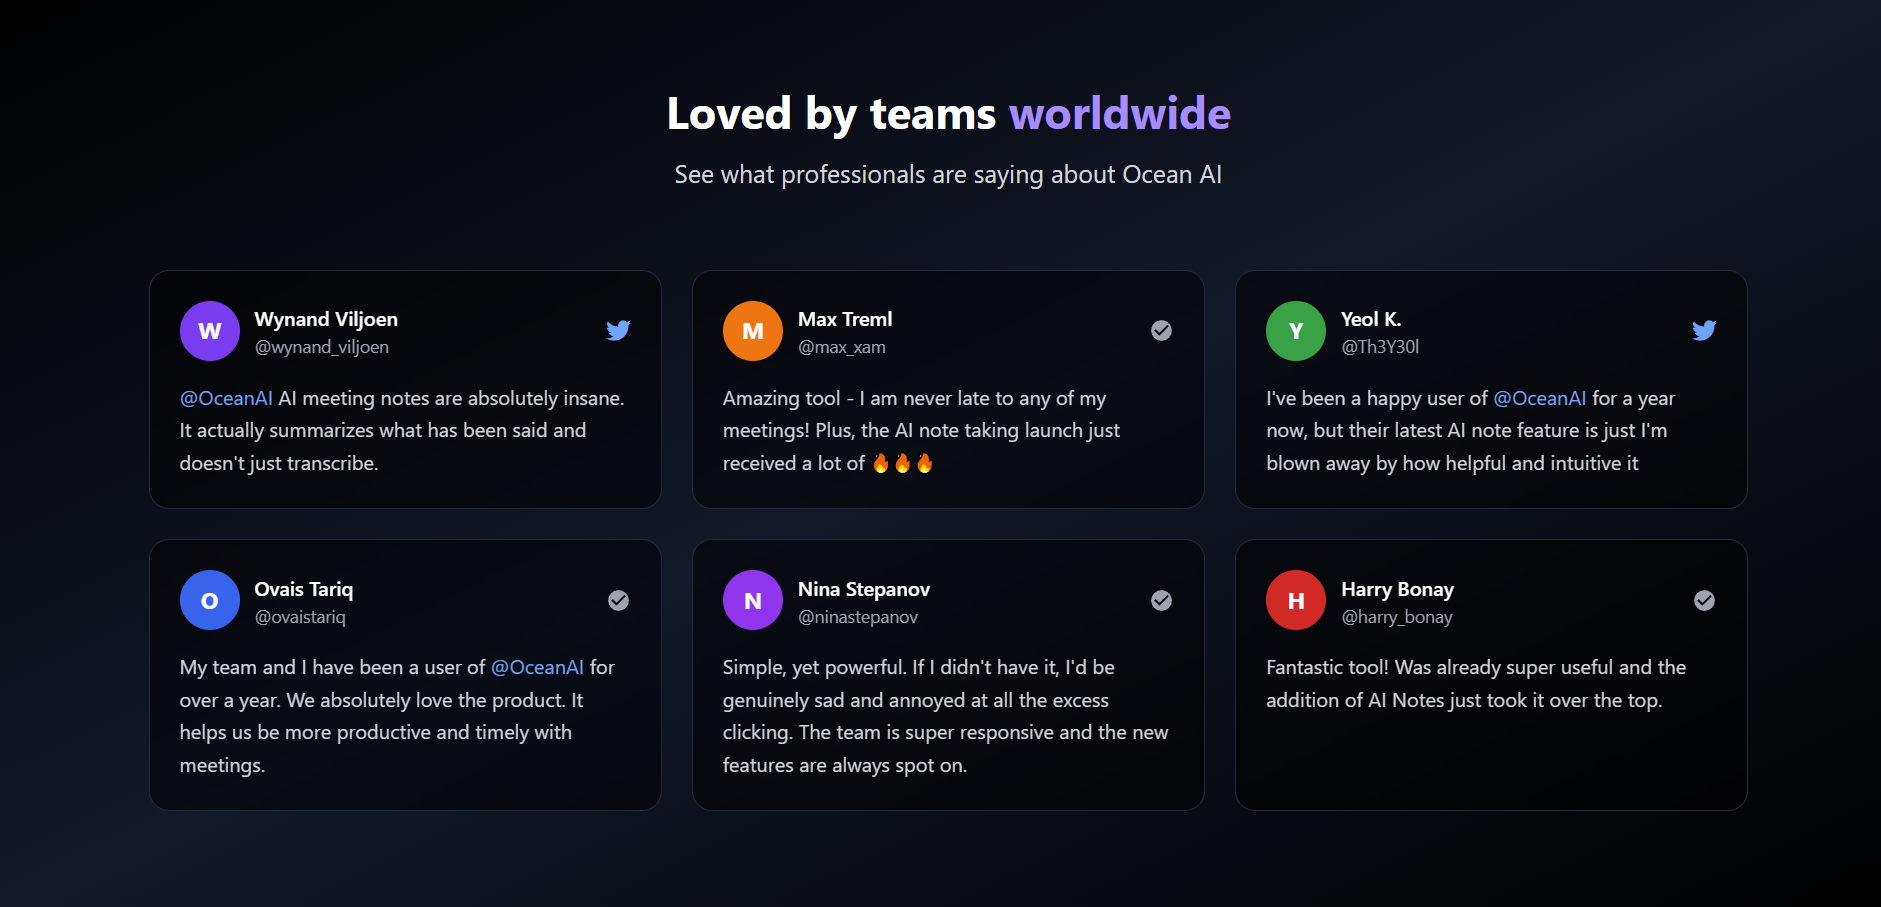 Loved by teams worldwide
See what professionals are saying about Ocean AI
W
Wynand Viljoen
@wynand_viljoen
@OceanAI AI meeting notes are absolutely insane.
It actually summarizes what has been said and
doesn't just transcribe.
M
Max Treml
@max_xam
Amazing tool - I am never late to any of my
meetings! Plus, the AI note taking launch just
received a lot of 🔥🔥🔥
Y
Yeol K.
@Th3Y30l
I've been a happy user of @OceanAI for a year
now, but their latest AI note feature is just I'm
blown away by how helpful and intuitive it
O
Ovais Tariq
@ovaistariq
My team and I have been a user of @OceanAI for
over a year. We absolutely love the product. It
helps us be more productive and timely with
meetings.
N
Nina Stepanov
@ninastepanov
Simple, yet powerful. If I didn't have it, I'd be
genuinely sad and annoyed at all the excess
clicking. The team is super responsive and the new
features are always spot on.
H
Harry Bonay
@harry_bonay
Fantastic tool! Was already super useful and the
addition of AI Notes just took it over the top.